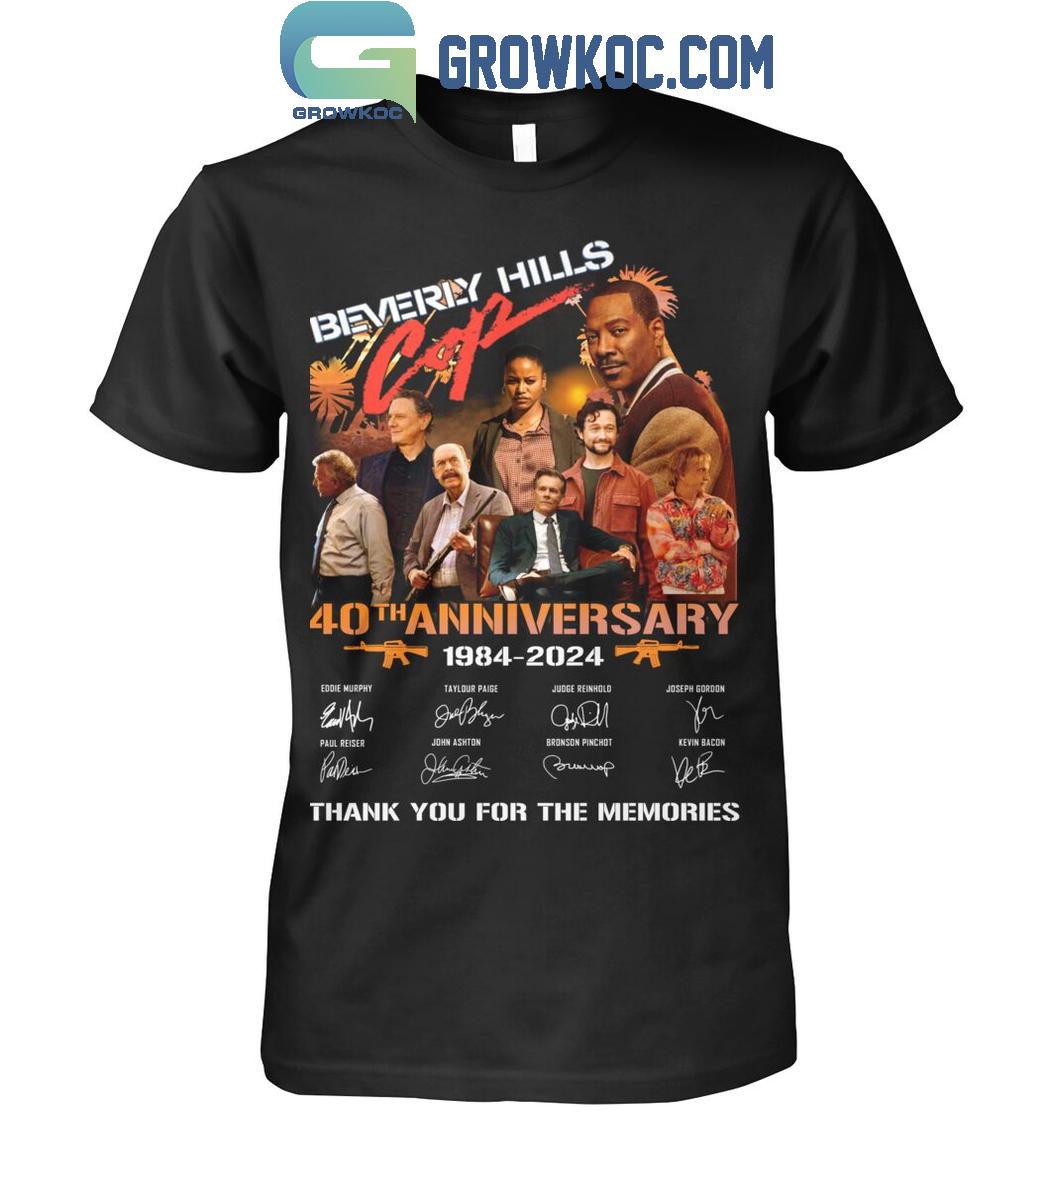 GROWKOC.COM
GROWKOC
BEVERLY HILLS
Cop
40TH ANNIVERSARY
1984-2024
EDDIE MURPHY TAYLOUR PAIGE JUDGE REINHOLD JOSEPH GORDON
PAUL REISER JOHN ASHTON BRONSON PINCHOT KEVIN BACON
THANK YOU FOR THE MEMORIES